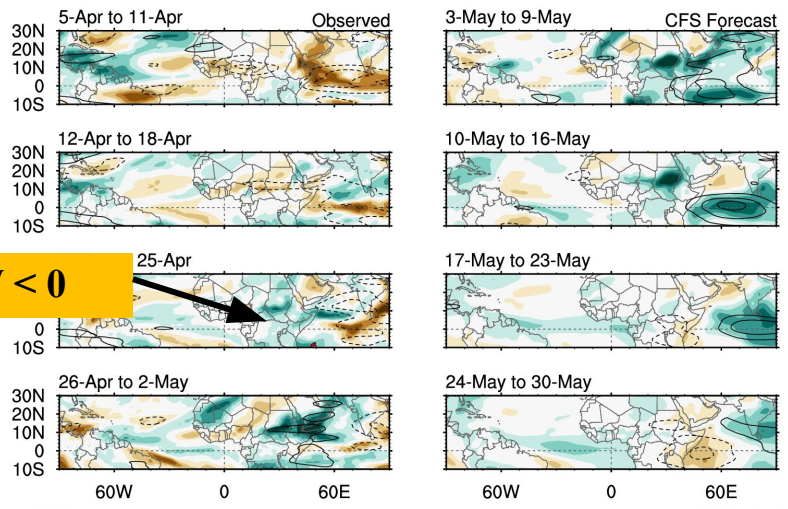 5-Apr to 11-Apr Observed
30N
20N
10N
0
10S
12-Apr to 18-Apr
30N
20N
10N
0
10S
< 0
25-Apr
0
10S
26-Apr to 2-May
30N
20N
10N
0
10S
60W 0 60E
3-May to 9-May CFS Forecast
10-May to 16-May
17-May to 23-May
24-May to 30-May
60W 0 60E